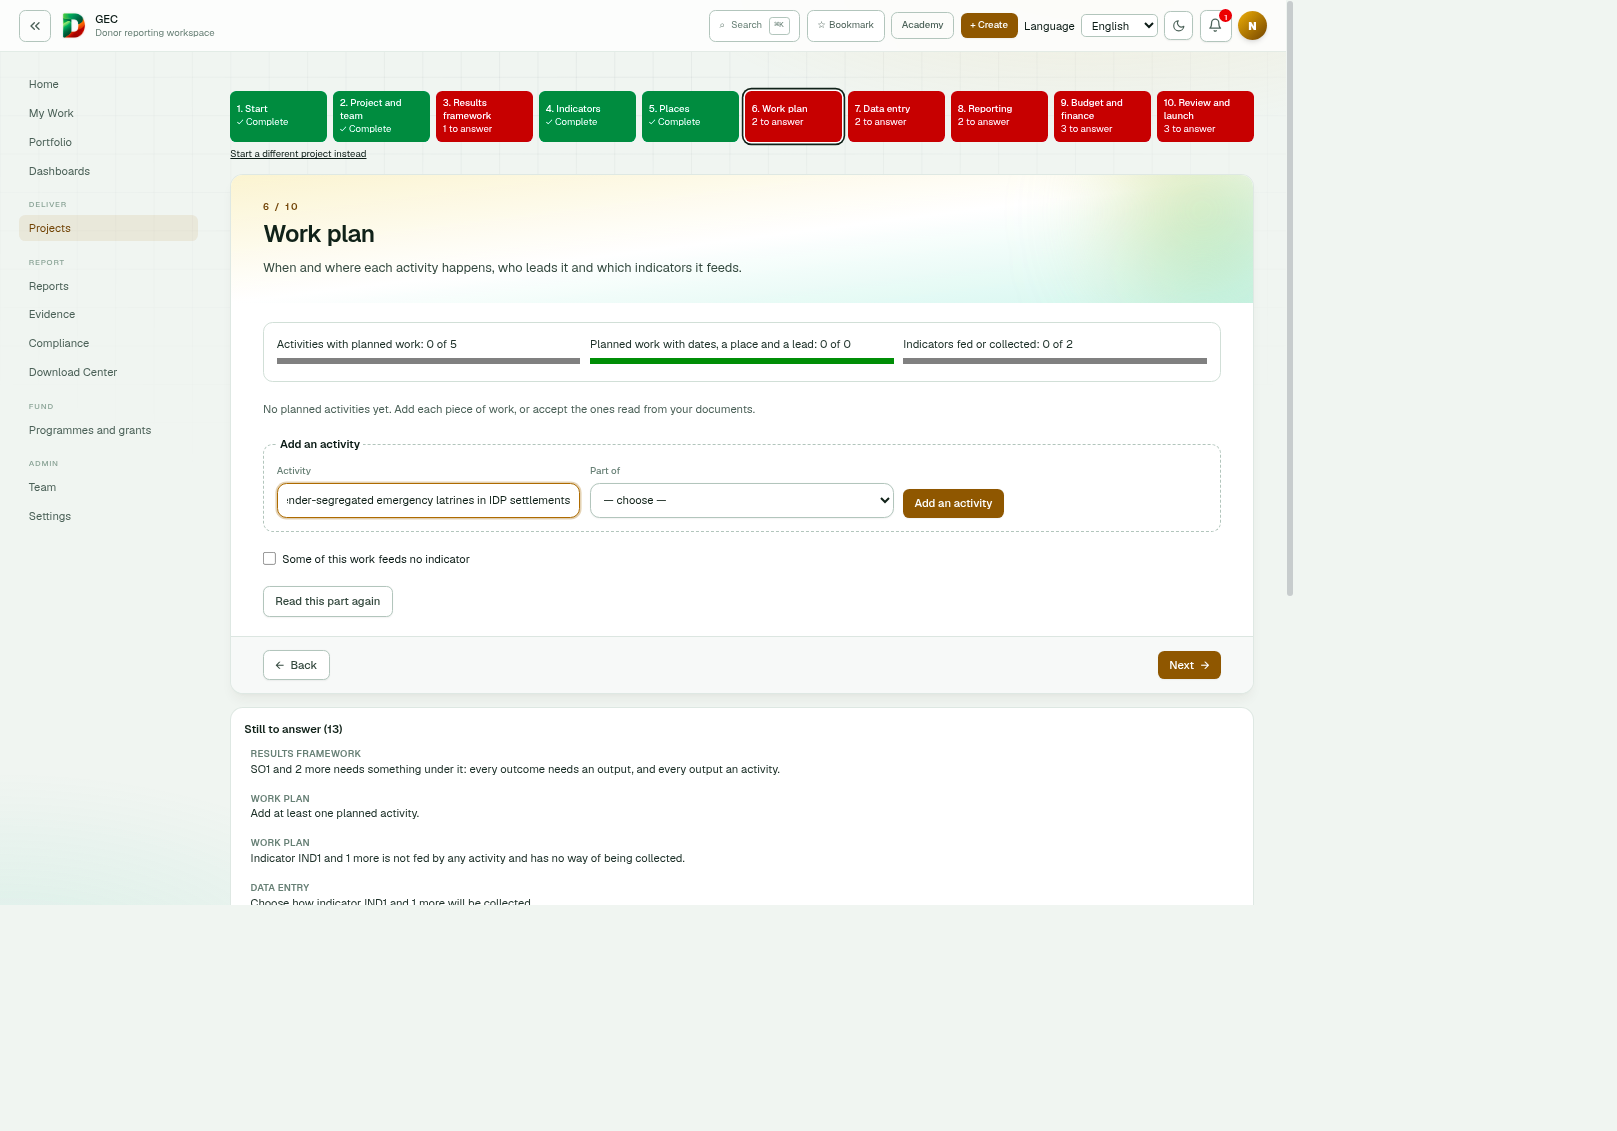 GEC
Donor reporting workspace
Search ⌘K
☆ Bookmark
Academy
+ Create
Language
English
1
N
Home
My Work
Portfolio
Dashboards
DELIVER
Projects
REPORT
Reports
Evidence
Compliance
Download Center
FUND
Programmes and grants
ADMIN
Team
Settings
1. Start
✓ Complete
2. Project and team
✓ Complete
3. Results framework
1 to answer
4. Indicators
✓ Complete
5. Places
✓ Complete
6. Work plan
2 to answer
7. Data entry
2 to answer
8. Reporting
2 to answer
9. Budget and finance
3 to answer
10. Review and launch
3 to answer
Start a different project instead
6 / 10
Work plan
When and where each activity happens, who leads it and which indicators it feeds.
Activities with planned work: 0 of 5
Planned work with dates, a place and a lead: 0 of 0
Indicators fed or collected: 0 of 2
No planned activities yet. Add each piece of work, or accept the ones read from your documents.
Add an activity
Activity
Part of
ender-segregated emergency latrines in IDP settlements
— choose —
Add an activity
Some of this work feeds no indicator
Read this part again
← Back
Next →
Still to answer (13)
RESULTS FRAMEWORK
SO1 and 2 more needs something under it: every outcome needs an output, and every output an activity.
WORK PLAN
Add at least one planned activity.
WORK PLAN
Indicator IND1 and 1 more is not fed by any activity and has no way of being collected.
DATA ENTRY
Choose how indicator IND1 and 1 more will be collected